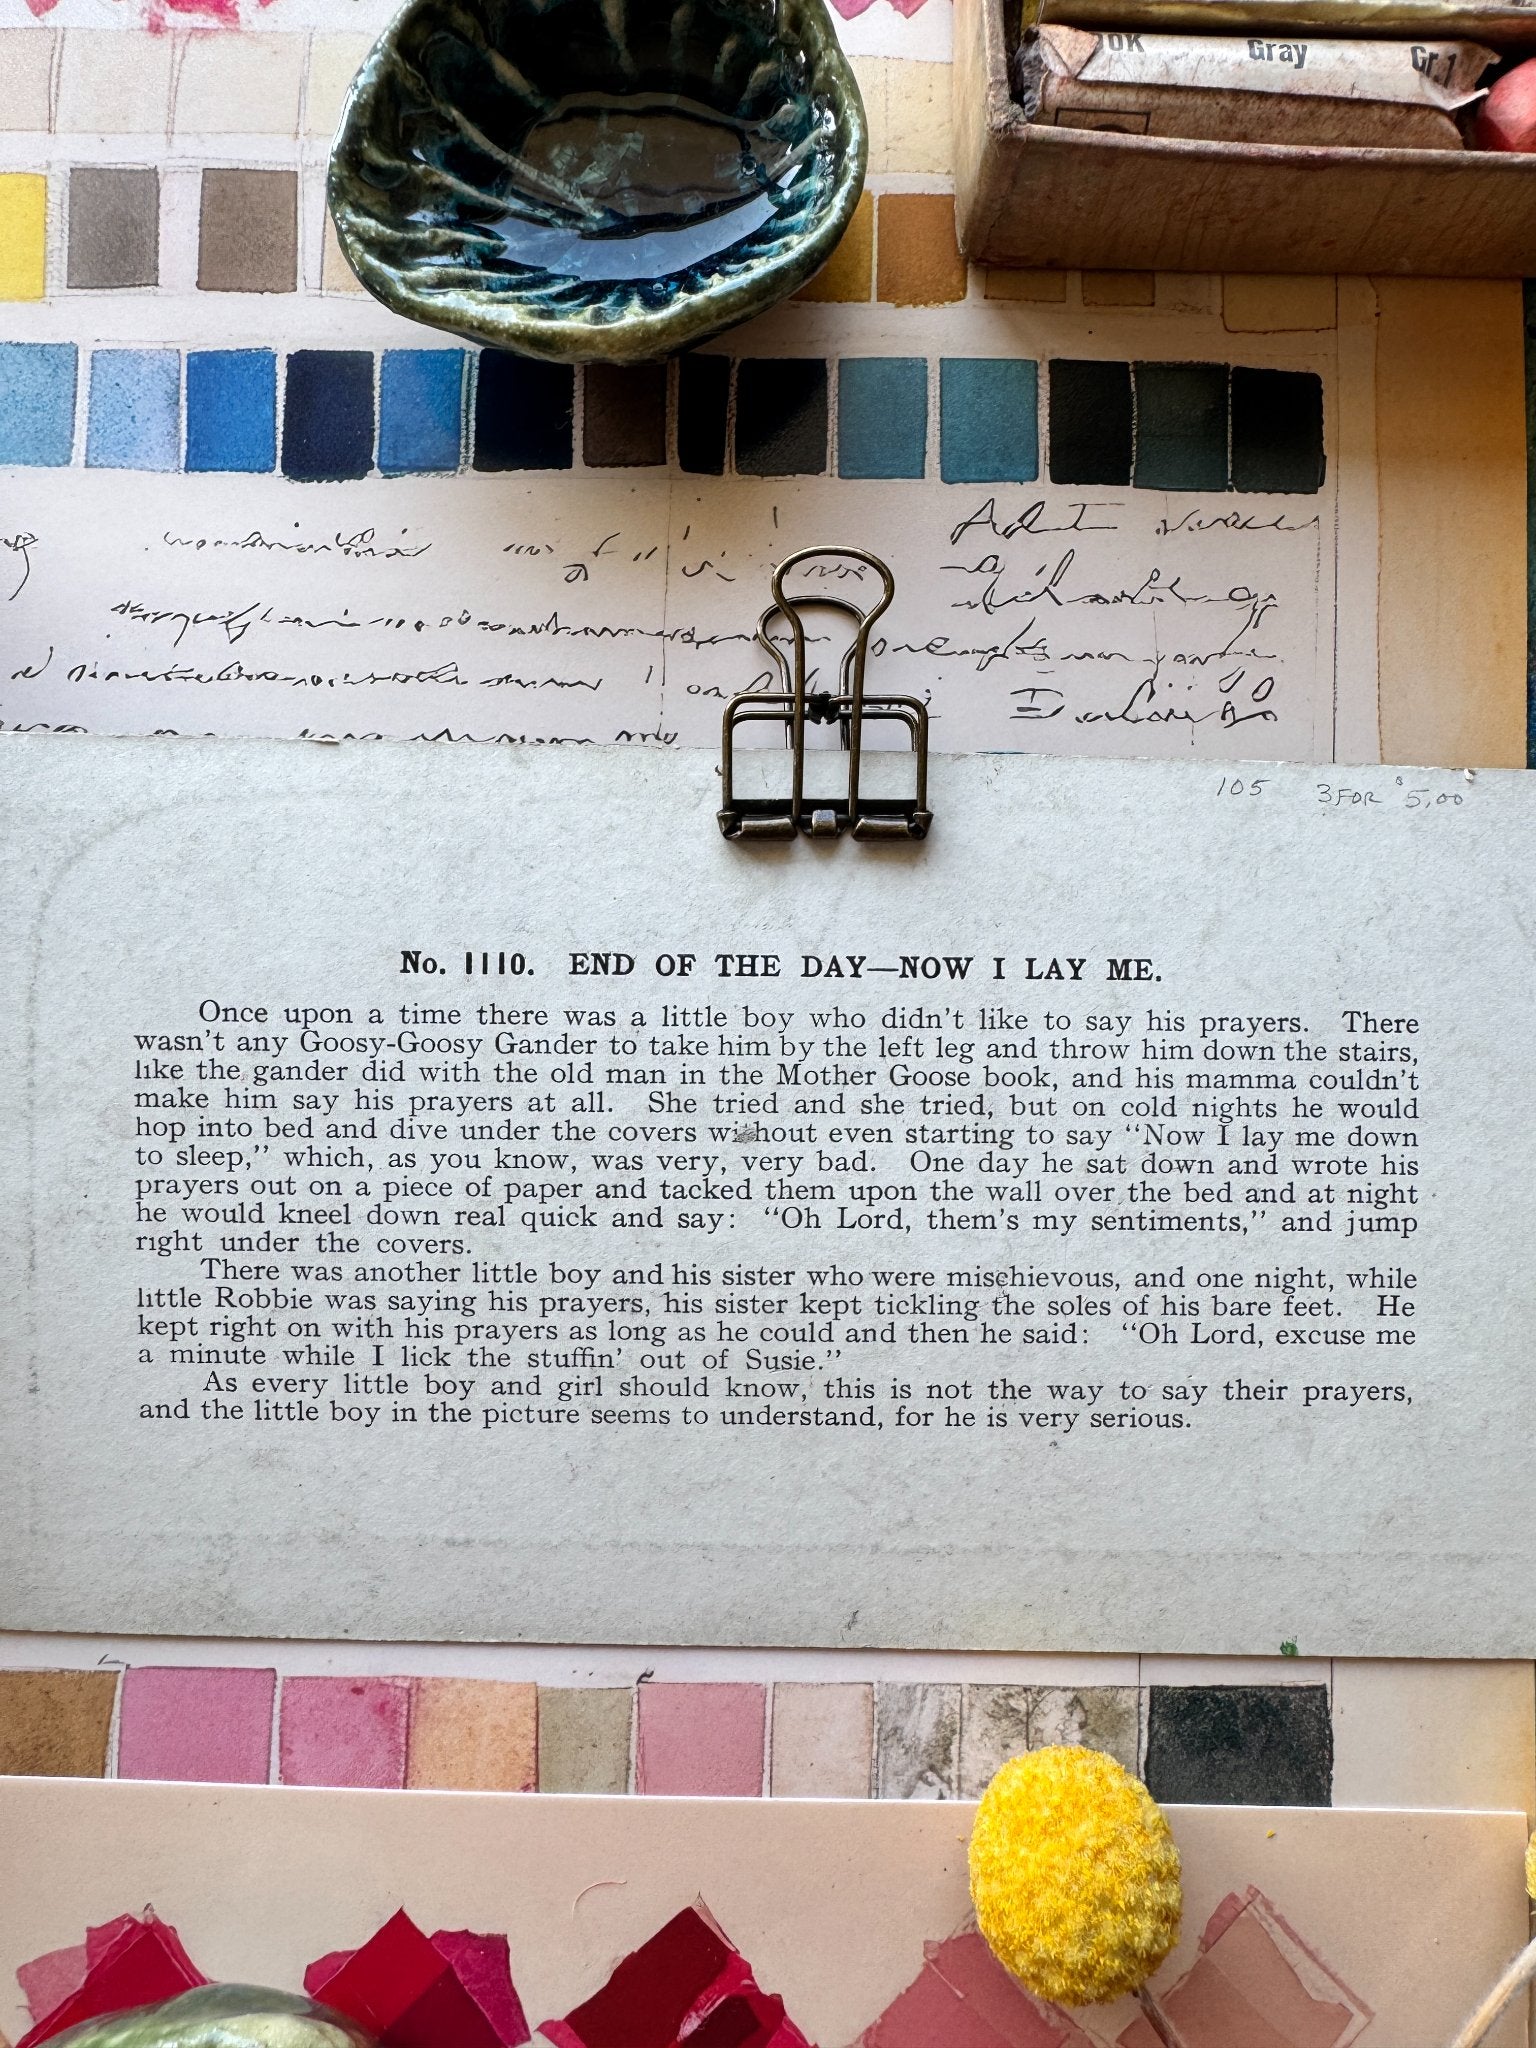 Gray Gr. 1
105 3 FOR $5.00
No. 1110. END OF THE DAY—NOW I LAY ME.
Once upon a time there was a little boy who didn't like to say his prayers. There
wasn't any Goosy-Goosy Gander to take him by the left leg and throw him down the stairs,
like the gander did with the old man in the Mother Goose book, and his mamma couldn't
make him say his prayers at all. She tried and she tried, but on cold nights he would
hop into bed and dive under the covers without even starting to say “Now I lay me down
to sleep,” which, as you know, was very, very bad. One day he sat down and wrote his
prayers out on a piece of paper and tacked them upon the wall over the bed and at night
he would kneel down real quick and say: “Oh Lord, them's my sentiments,” and jump
right under the covers.
There was another little boy and his sister who were mischievous, and one night, while
little Robbie was saying his prayers, his sister kept tickling the soles of his bare feet. He
kept right on with his prayers as long as he could and then he said: “Oh Lord, excuse me
a minute while I lick the stuffin' out of Susie.”
As every little boy and girl should know, this is not the way to say their prayers,
and the little boy in the picture seems to understand, for he is very serious.